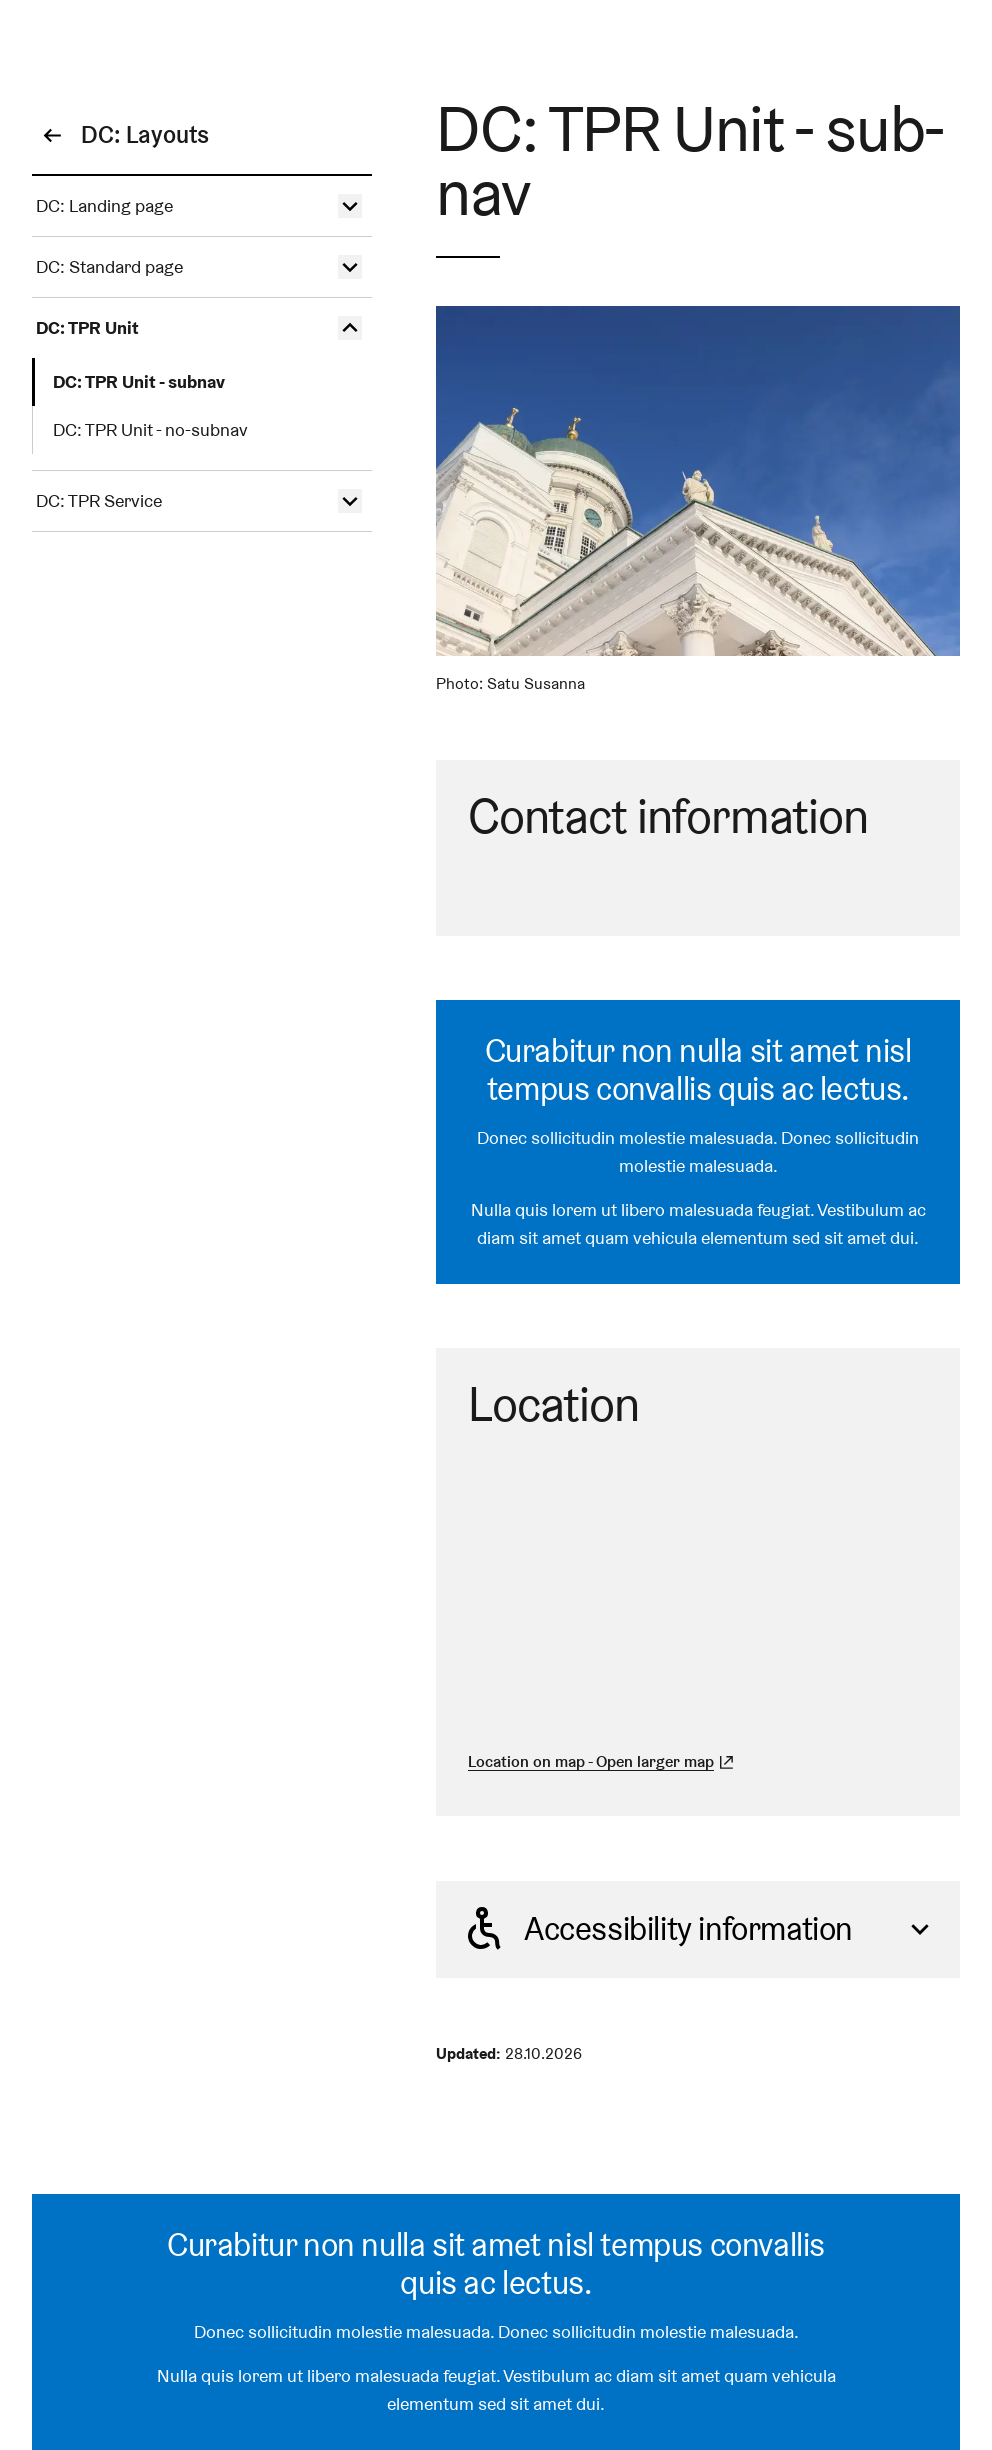 DC: Layouts
DC: Landing page
DC: Standard page
DC: TPR Unit
DC: TPR Unit - subnav
DC: TPR Unit - no-subnav
DC: TPR Service
DC: TPR Unit - sub-
nav
Photo: Satu Susanna
Contact information
Curabitur non nulla sit amet nisl
tempus convallis quis ac lectus.
Donec sollicitudin molestie malesuada. Donec sollicitudin
molestie malesuada.
Nulla quis lorem ut libero malesuada feugiat. Vestibulum ac
diam sit amet quam vehicula elementum sed sit amet dui.
Location
Location on map - Open larger map
Accessibility information
Updated: 28.10.2026
Curabitur non nulla sit amet nisl tempus convallis
quis ac lectus.
Donec sollicitudin molestie malesuada. Donec sollicitudin molestie malesuada.
Nulla quis lorem ut libero malesuada feugiat. Vestibulum ac diam sit amet quam vehicula
elementum sed sit amet dui.